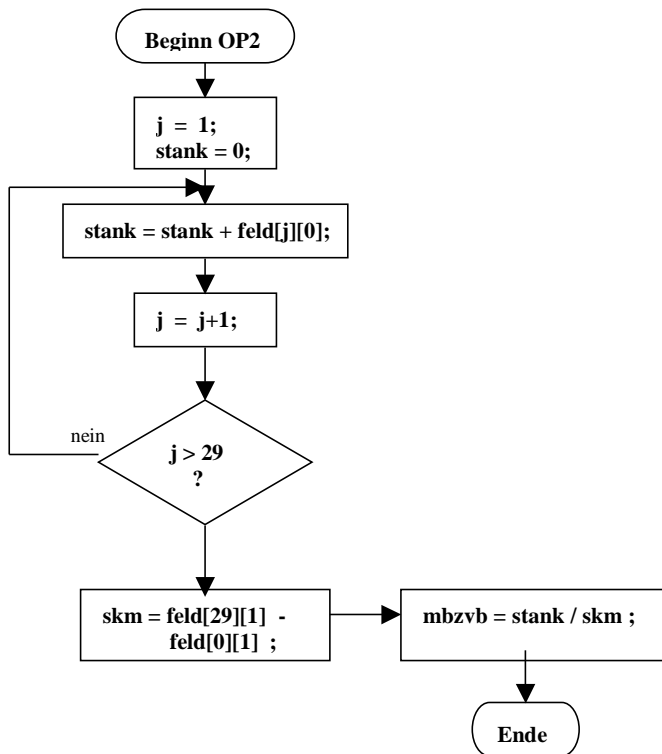 Beginn OP2
j = 1;
stank = 0;
stank = stank + feld[j][0];
j = j+1;
nein
j > 29
?
skm = feld[29][1] -
feld[0][1] ;
mbzvb = stank / skm ;
Ende